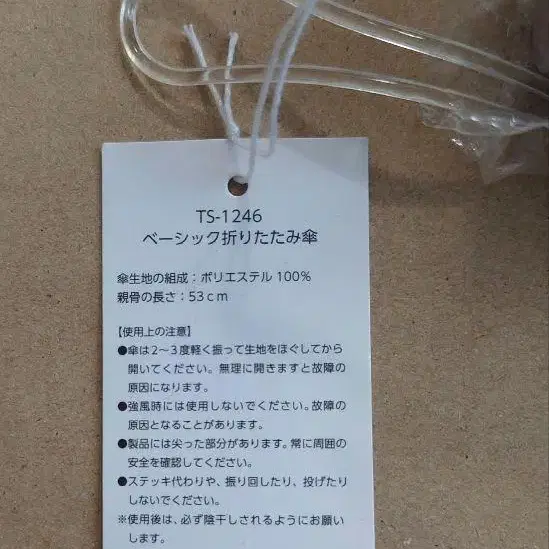 TS-1246
ベーシック折りたたみ傘
傘生地の組成：ポリエステル 100%
親骨の長さ：53ｃｍ
【使用上の注意】
●傘は2～3度軽く振って生地をほぐしてから
開いてください。無理に開きますと故障の
原因になります。
●強風時には使用しないでください。故障の
原因となることがあります。
●製品には尖った部分があります。常に周囲の
安全を確認してください。
●ステッキ代わりや、振り回したり、投げたり
しないでください。
※使用後は、必ず陰干しされるようにお願い
します。